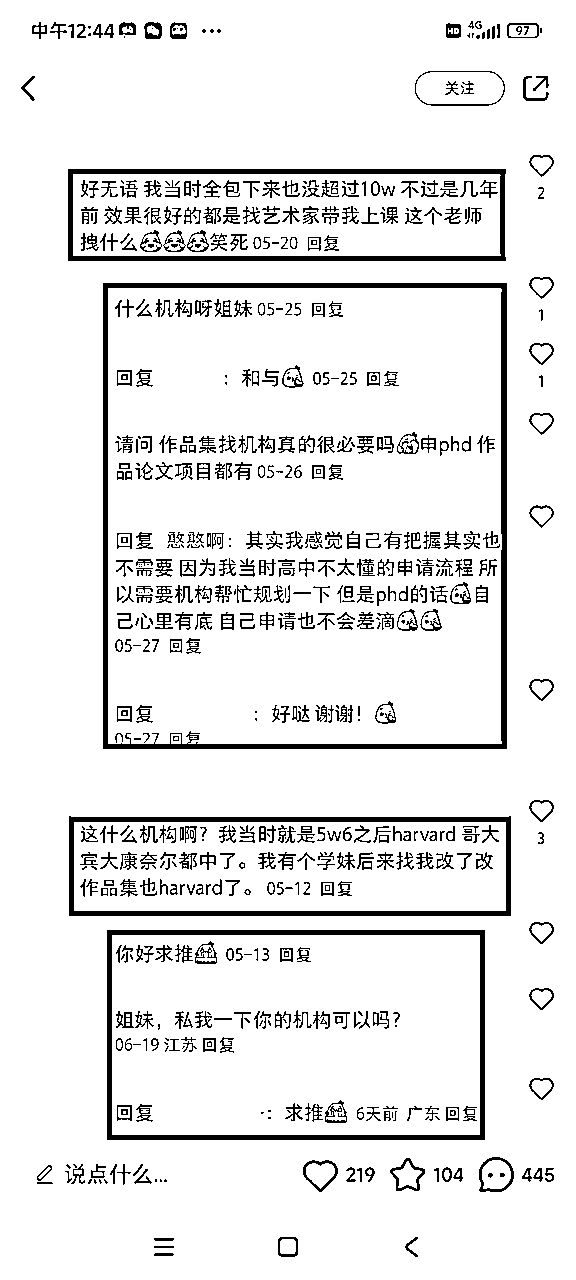 中午12:44 ··· HD 4G 97
关注
好无语 我当时全包下来也没超过10w 不过是几年
前 效果很好的都是找艺术家带我上课 这个老师
拽什么笑死 05-20 回复
2
什么机构呀姐妹 05-25 回复
1
回复 : 和与 05-25 回复
1
请问 作品集找机构真的很必要吗申phd 作
品论文项目都有 05-26 回复
回复 憨憨啊: 其实我感觉自己有把握其实也
不需要 因为我当时高中不太懂的申请流程 所
以需要机构帮忙规划一下 但是phd的话自
己心里有底 自己申请也不会差滴
05-27 回复
回复 : 好哒 谢谢!
05-27 回复
这什么机构啊? 我当时就是5w6之后harvard 哥大
宾大康奈尔都中了。我有个学妹后来找我改了改
作品集也harvard了。 05-12 回复
3
你好求推 05-13 回复
姐妹，私我一下你的机构可以吗?
06-19 江苏 回复
回复 : 求推 6天前 广东 回复
说点什么... 219 104 445